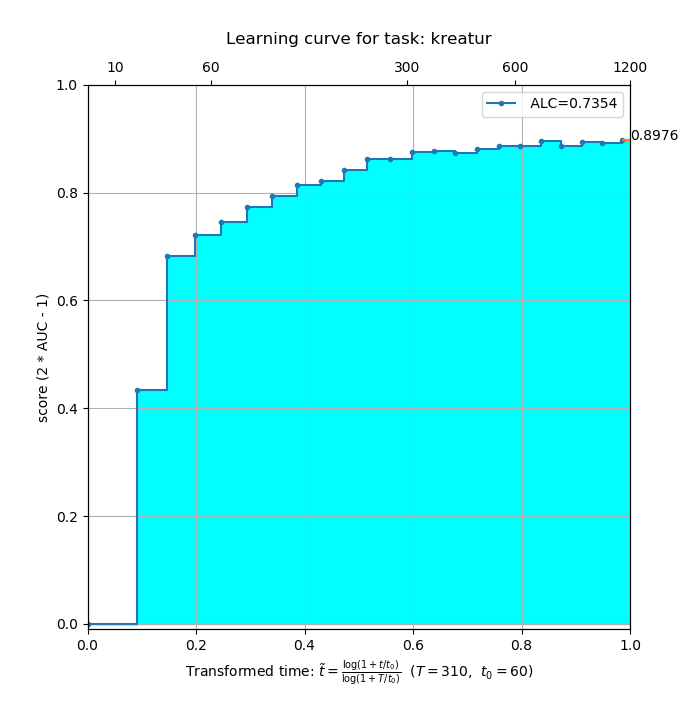 Learning curve for task: kreatur
10 60 300 600 1200
1.0
ALC=0.7354
0.8976
0.8
0.6
score (2 * AUC - 1)
0.4
0.2
0.0
0.0 0.2 0.4 0.6 0.8 1.0
Transformed time: t̃ = log(1 + t/t₀) / log(1 + T/t₀) (T = 310, t₀ = 60)